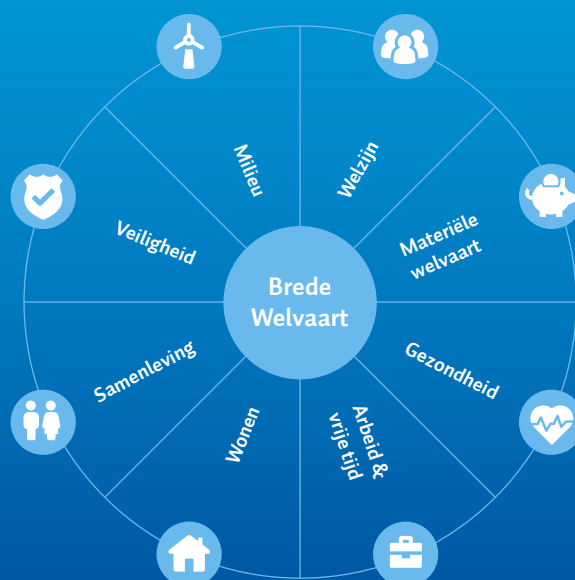 Milieu
Welzijn
Veiligheid
Materiële
welvaart
Brede
Welvaart
Samenleving
Gezondheid
Wonen
Arbeid &
vrije tijd